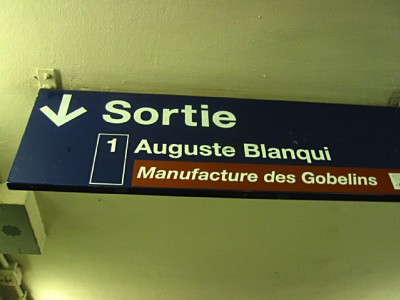 Sortie
1 Auguste Blanqui
Manufacture des Gobelins